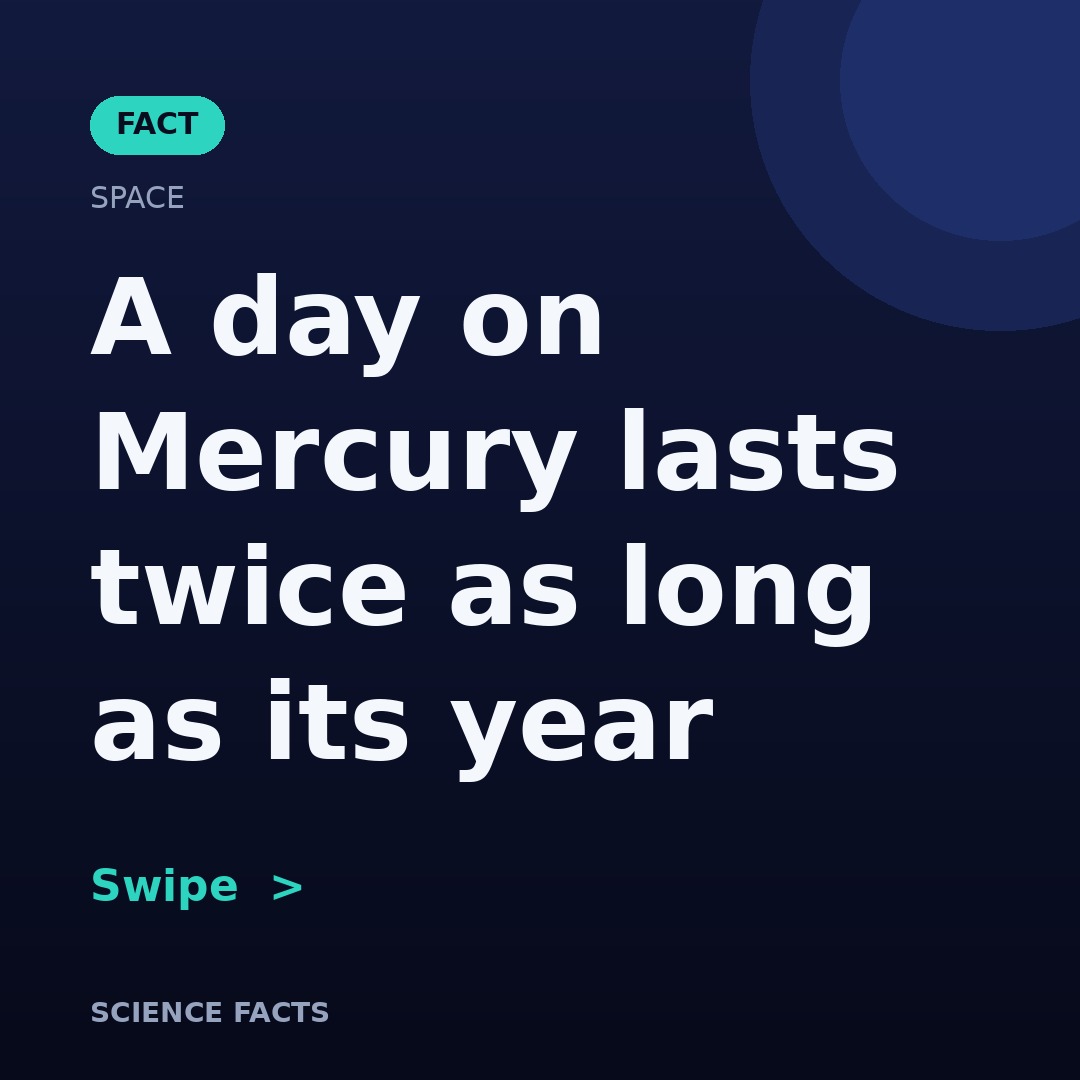 FACT
SPACE
A day on
Mercury lasts
twice as long
as its year
Swipe >
SCIENCE FACTS